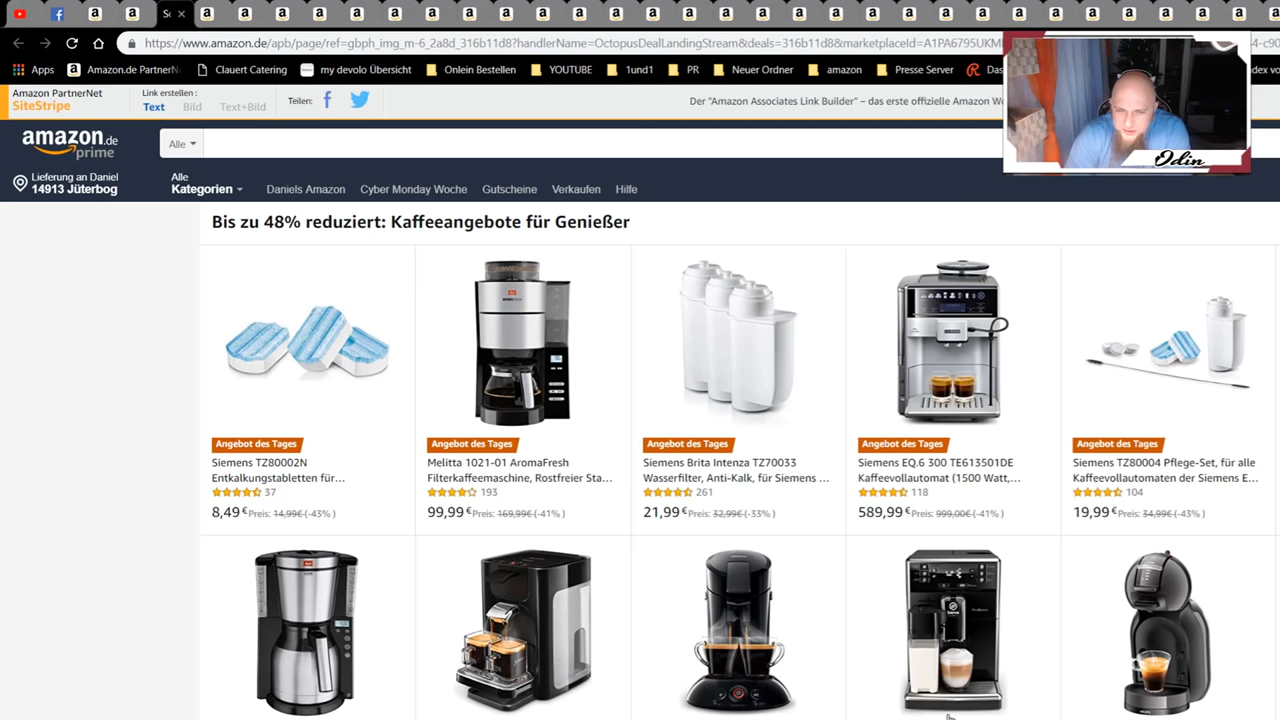 https://www.amazon.de/apb/page/ref=gbph_img_m-6_2a8d_316b11d8?handlerName=OctopusDealLandingStream&deals=316b11d8&marketplaceId=A1PA6795UKM
Apps Amazon.de PartnerN Clauert Catering my devolo Übersicht Onlein Bestellen YOUTUBE 1und1 PR Neuer Ordner amazon Presse Server Das
Amazon PartnerNet
SiteStripe
Link erstellen :
Text Bild Text+Bild
Teilen:
Der "Amazon Associates Link Builder" – das erste offizielle Amazon
Odin
amazon.de
prime
Alle
Lieferung an Daniel
14913 Jüterbog
Alle
Kategorien
Daniels Amazon Cyber Monday Woche Gutscheine Verkaufen Hilfe
Bis zu 48% reduziert: Kaffeeangebote für Genießer
Angebot des Tages
Siemens TZ80002N
Entkalkungstabletten für…
37
8,49 € Preis: 14,99€ (-43% )
Angebot des Tages
Melitta 1021-01 AromaFresh
Filterkaffeemaschine, Rostfreier Sta…
193
99,99 € Preis: 169,99€ (-41% )
Angebot des Tages
Siemens Brita Intenza TZ70033
Wasserfilter, Anti-Kalk, für Siemens …
261
21,99 € Preis: 32,99€ (-33% )
Angebot des Tages
Siemens EQ.6 300 TE613501DE
Kaffeevollautomat (1500 Watt,…
118
589,99 € Preis: 999,00€ (-41% )
Angebot des Tages
Siemens TZ80004 Pflege-Set, für alle
Kaffeevollautomaten der Siemens E…
104
19,99 € Preis: 34,99€ (-43% )